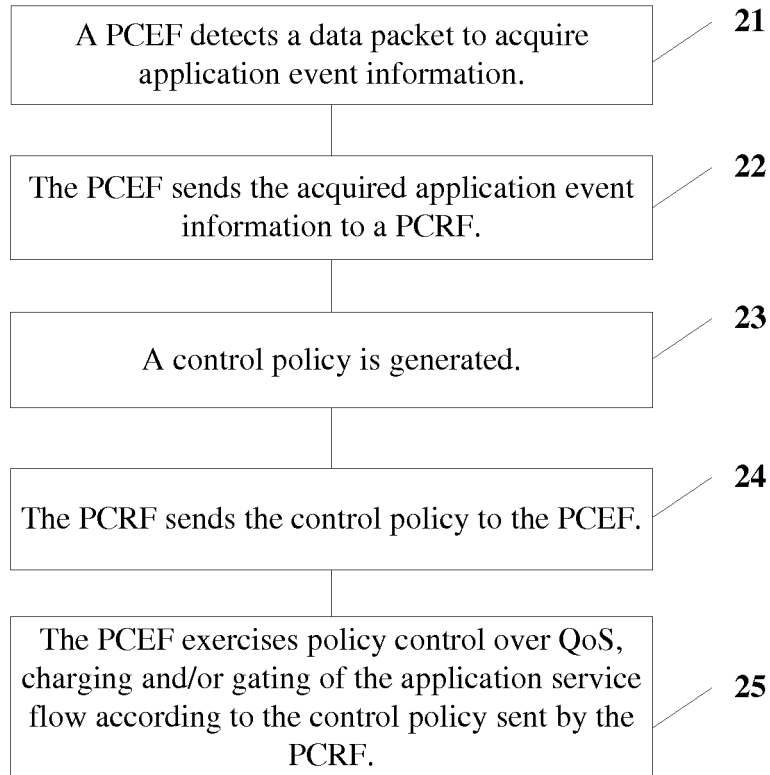 A PCEF detects a data packet to acquire
application event information.
21
The PCEF sends the acquired application event
information to a PCRF.
22
A control policy is generated.
23
The PCRF sends the control policy to the PCEF.
24
The PCEF exercises policy control over QoS,
charging and/or gating of the application service
flow according to the control policy sent by the
PCRF.
25